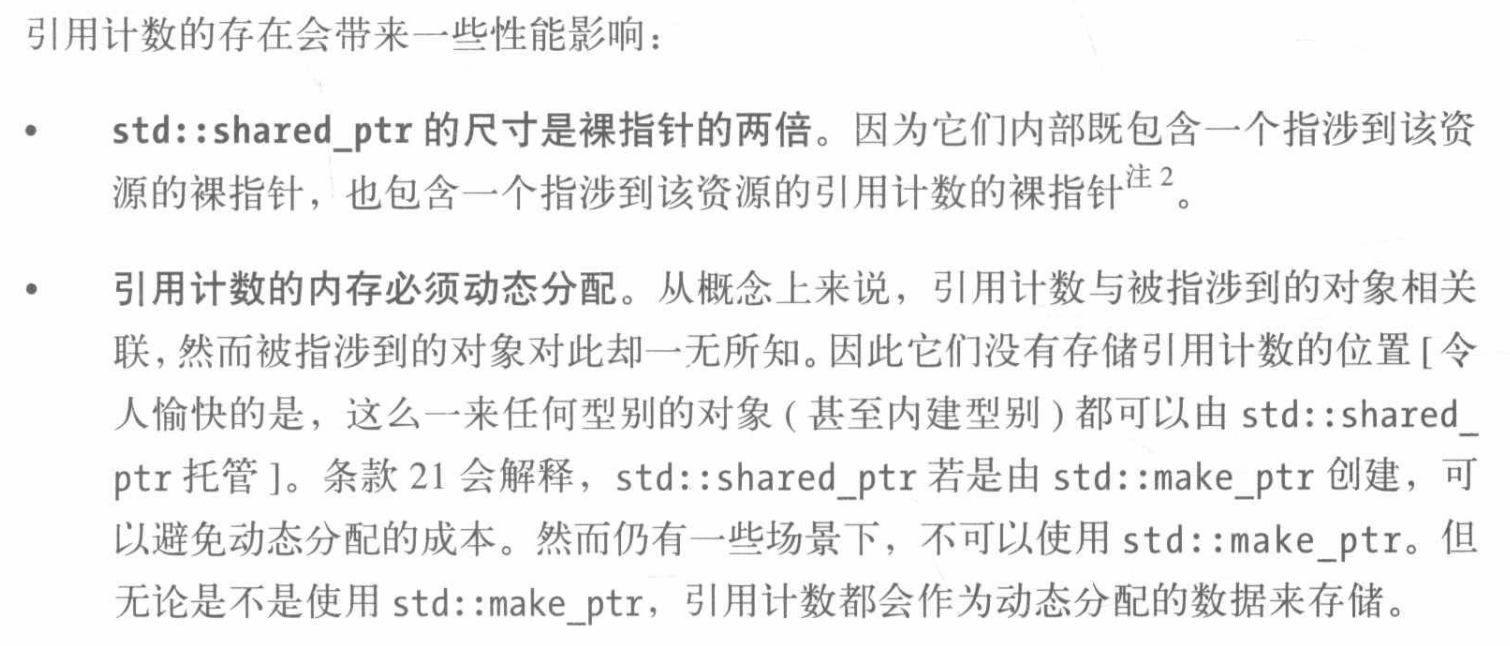 引用计数的存在会带来一些性能影响：
• std::shared_ptr 的尺寸是裸指针的两倍。因为它们内部既包含一个指涉到该资
源的裸指针，也包含一个指涉到该资源的引用计数的裸指针注 2。
• 引用计数的内存必须动态分配。从概念上来说，引用计数与被指涉到的对象相关
联，然而被指涉到的对象对此却一无所知。因此它们没有存储引用计数的位置 [ 令
人愉快的是，这么一来任何型别的对象 ( 甚至内建型别 ) 都可以由 std::shared_
ptr 托管 ]。条款 21 会解释，std::shared_ptr 若是由 std::make_ptr 创建，可
以避免动态分配的成本。然而仍有一些场景下，不可以使用 std::make_ptr。但
无论是不是使用 std::make_ptr，引用计数都会作为动态分配的数据来存储。